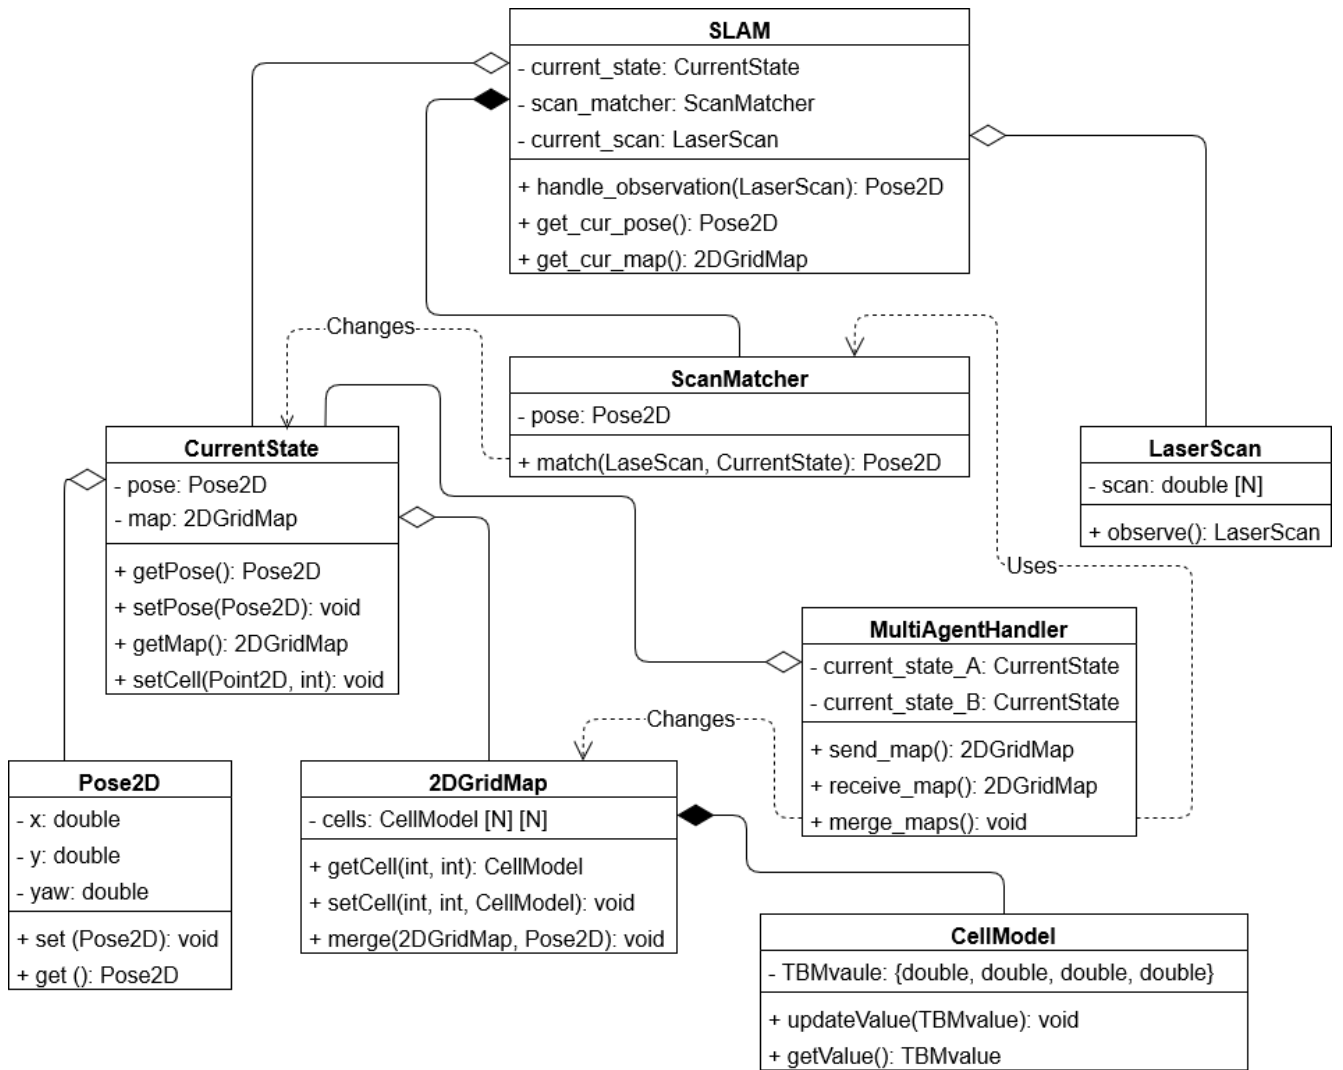 SLAM
- current_state: CurrentState
- scan_matcher: ScanMatcher
- current_scan: LaserScan
+ handle_observation(LaserScan): Pose2D
+ get_cur_pose(): Pose2D
+ get_cur_map(): 2DGridMap
Changes
ScanMatcher
- pose: Pose2D
+ match(LaseScan, CurrentState): Pose2D
CurrentState
- pose: Pose2D
- map: 2DGridMap
+ getPose(): Pose2D
+ setPose(Pose2D): void
+ getMap(): 2DGridMap
+ setCell(Point2D, int): void
LaserScan
- scan: double [N]
+ observe(): LaserScan
Uses
MultiAgentHandler
- current_state_A: CurrentState
- current_state_B: CurrentState
+ send_map(): 2DGridMap
+ receive_map(): 2DGridMap
+ merge_maps(): void
Changes
Pose2D
- x: double
- y: double
- yaw: double
+ set (Pose2D): void
+ get (): Pose2D
2DGridMap
- cells: CellModel [N] [N]
+ getCell(int, int): CellModel
+ setCell(int, int, CellModel): void
+ merge(2DGridMap, Pose2D): void
CellModel
- TBMvaule: {double, double, double, double}
+ updateValue(TBMvalue): void
+ getValue(): TBMvalue